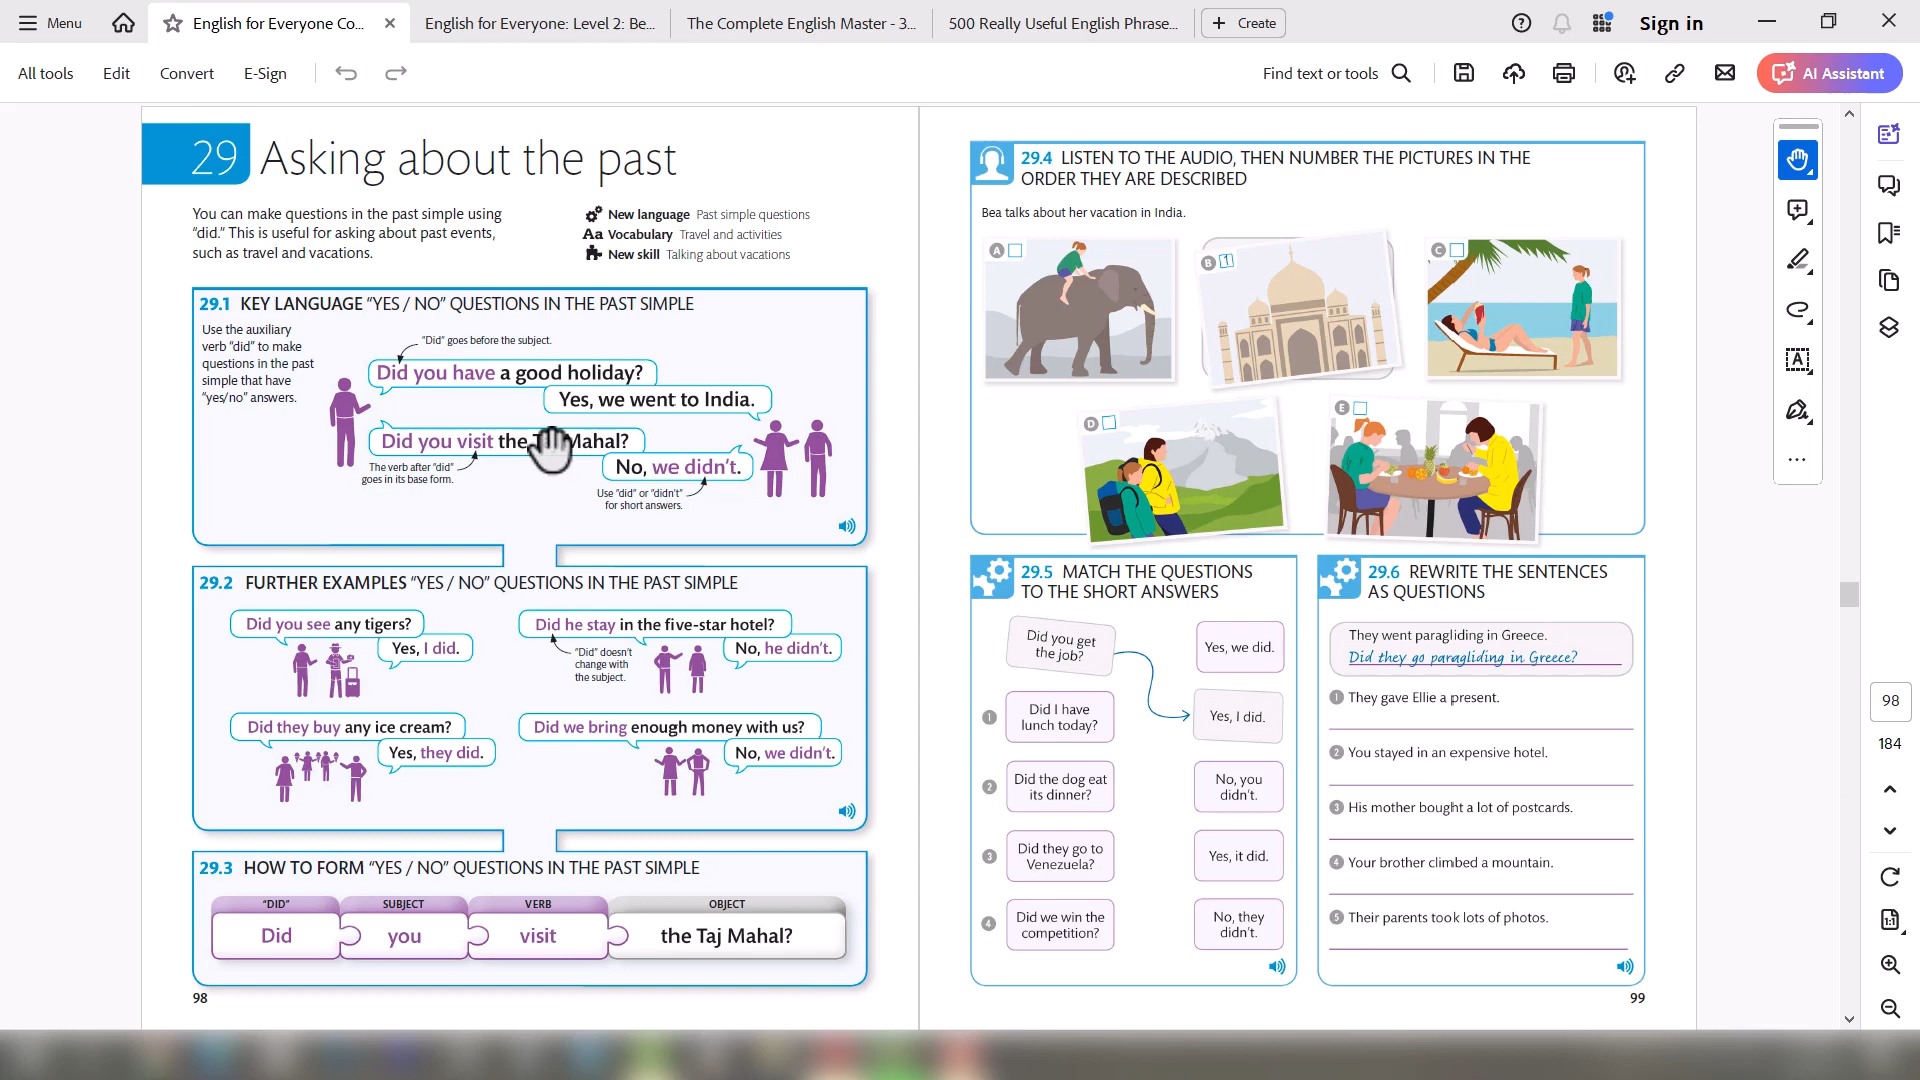 Menu
English for Everyone Co...
English for Everyone: Level 2: Be...
The Complete English Master - 3...
500 Really Useful English Phrase...
Create
Sign in
All tools
Edit
Convert
E-Sign
Find text or tools
AI Assistant
29 Asking about the past
You can make questions in the past simple using
"did." This is useful for asking about past events,
such as travel and vacations.
New language Past simple questions
Aa Vocabulary Travel and activities
New skill Talking about vacations
29.1 KEY LANGUAGE "YES / NO" QUESTIONS IN THE PAST SIMPLE
Use the auxiliary
verb "did" to make
questions in the past
simple that have
"yes/no" answers.
"Did" goes before the subject.
Did you have a good holiday?
Yes, we went to India.
Did you visit the Mahal?
The verb after "did"
goes in its base form.
No, we didn't.
Use "did" or "didn't"
for short answers.
29.2 FURTHER EXAMPLES "YES / NO" QUESTIONS IN THE PAST SIMPLE
Did you see any tigers?
Yes, I did.
Did he stay in the five-star hotel?
No, he didn't.
"Did" doesn't
change with
the subject.
Did they buy any ice cream?
Yes, they did.
Did we bring enough money with us?
No, we didn't.
29.3 HOW TO FORM "YES / NO" QUESTIONS IN THE PAST SIMPLE
"DID" SUBJECT VERB OBJECT
Did you visit the Taj Mahal?
98
29.4 LISTEN TO THE AUDIO, THEN NUMBER THE PICTURES IN THE
ORDER THEY ARE DESCRIBED
Bea talks about her vacation in India.
A
B 1
C
D
E
29.5 MATCH THE QUESTIONS
TO THE SHORT ANSWERS
Did you get
the job?
Yes, we did.
1 Did I have
lunch today?
Yes, I did.
2 Did the dog eat
its dinner?
No, you
didn't.
3 Did they go to
Venezuela?
Yes, it did.
4 Did we win the
competition?
No, they
didn't.
29.6 REWRITE THE SENTENCES
AS QUESTIONS
They went paragliding in Greece.
Did they go paragliding in Greece?
1 They gave Ellie a present.
2 You stayed in an expensive hotel.
3 His mother bought a lot of postcards.
4 Your brother climbed a mountain.
5 Their parents took lots of photos.
99
98
184
1:1